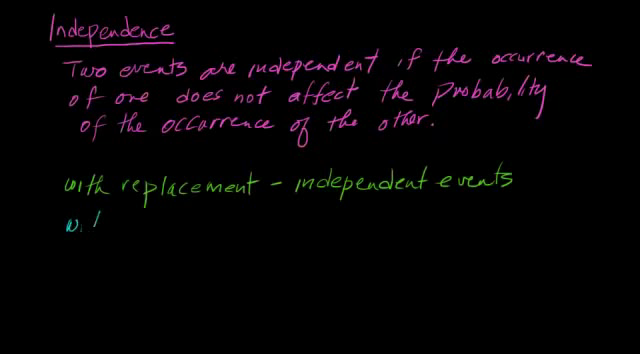 Independence
Two events are independent if the occurrence
of one does not affect the Probability
of the occurrence of the other.
with replacement - independent events